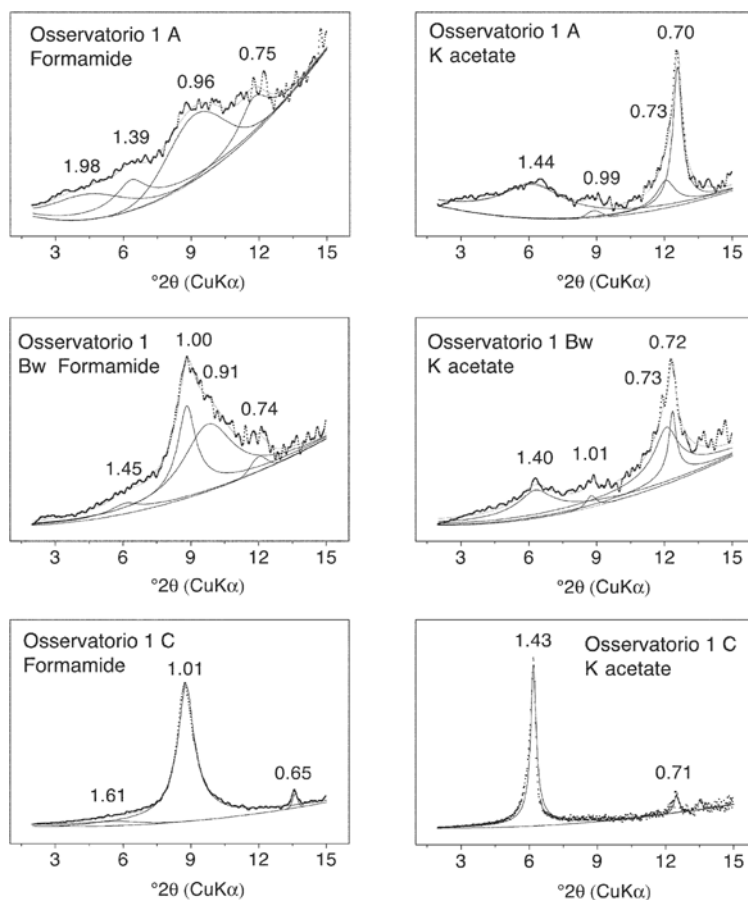 Osservatorio 1 A
Formamide
1.98
1.39
0.96
0.75
3 6 9 12 15
°2θ (CuKα)
Osservatorio 1 A
K acetate
1.44
0.99
0.73
0.70
3 6 9 12 15
°2θ (CuKα)
Osservatorio 1
Bw Formamide
1.45
1.00
0.91
0.74
3 6 9 12 15
°2θ (CuKα)
Osservatorio 1 Bw
K acetate
1.40
1.01
0.73
0.72
3 6 9 12 15
°2θ (CuKα)
Osservatorio 1 C
Formamide
1.61
1.01
0.65
3 6 9 12 15
°2θ (CuKα)
Osservatorio 1 C
K acetate
1.43
0.71
3 6 9 12 15
°2θ (CuKα)